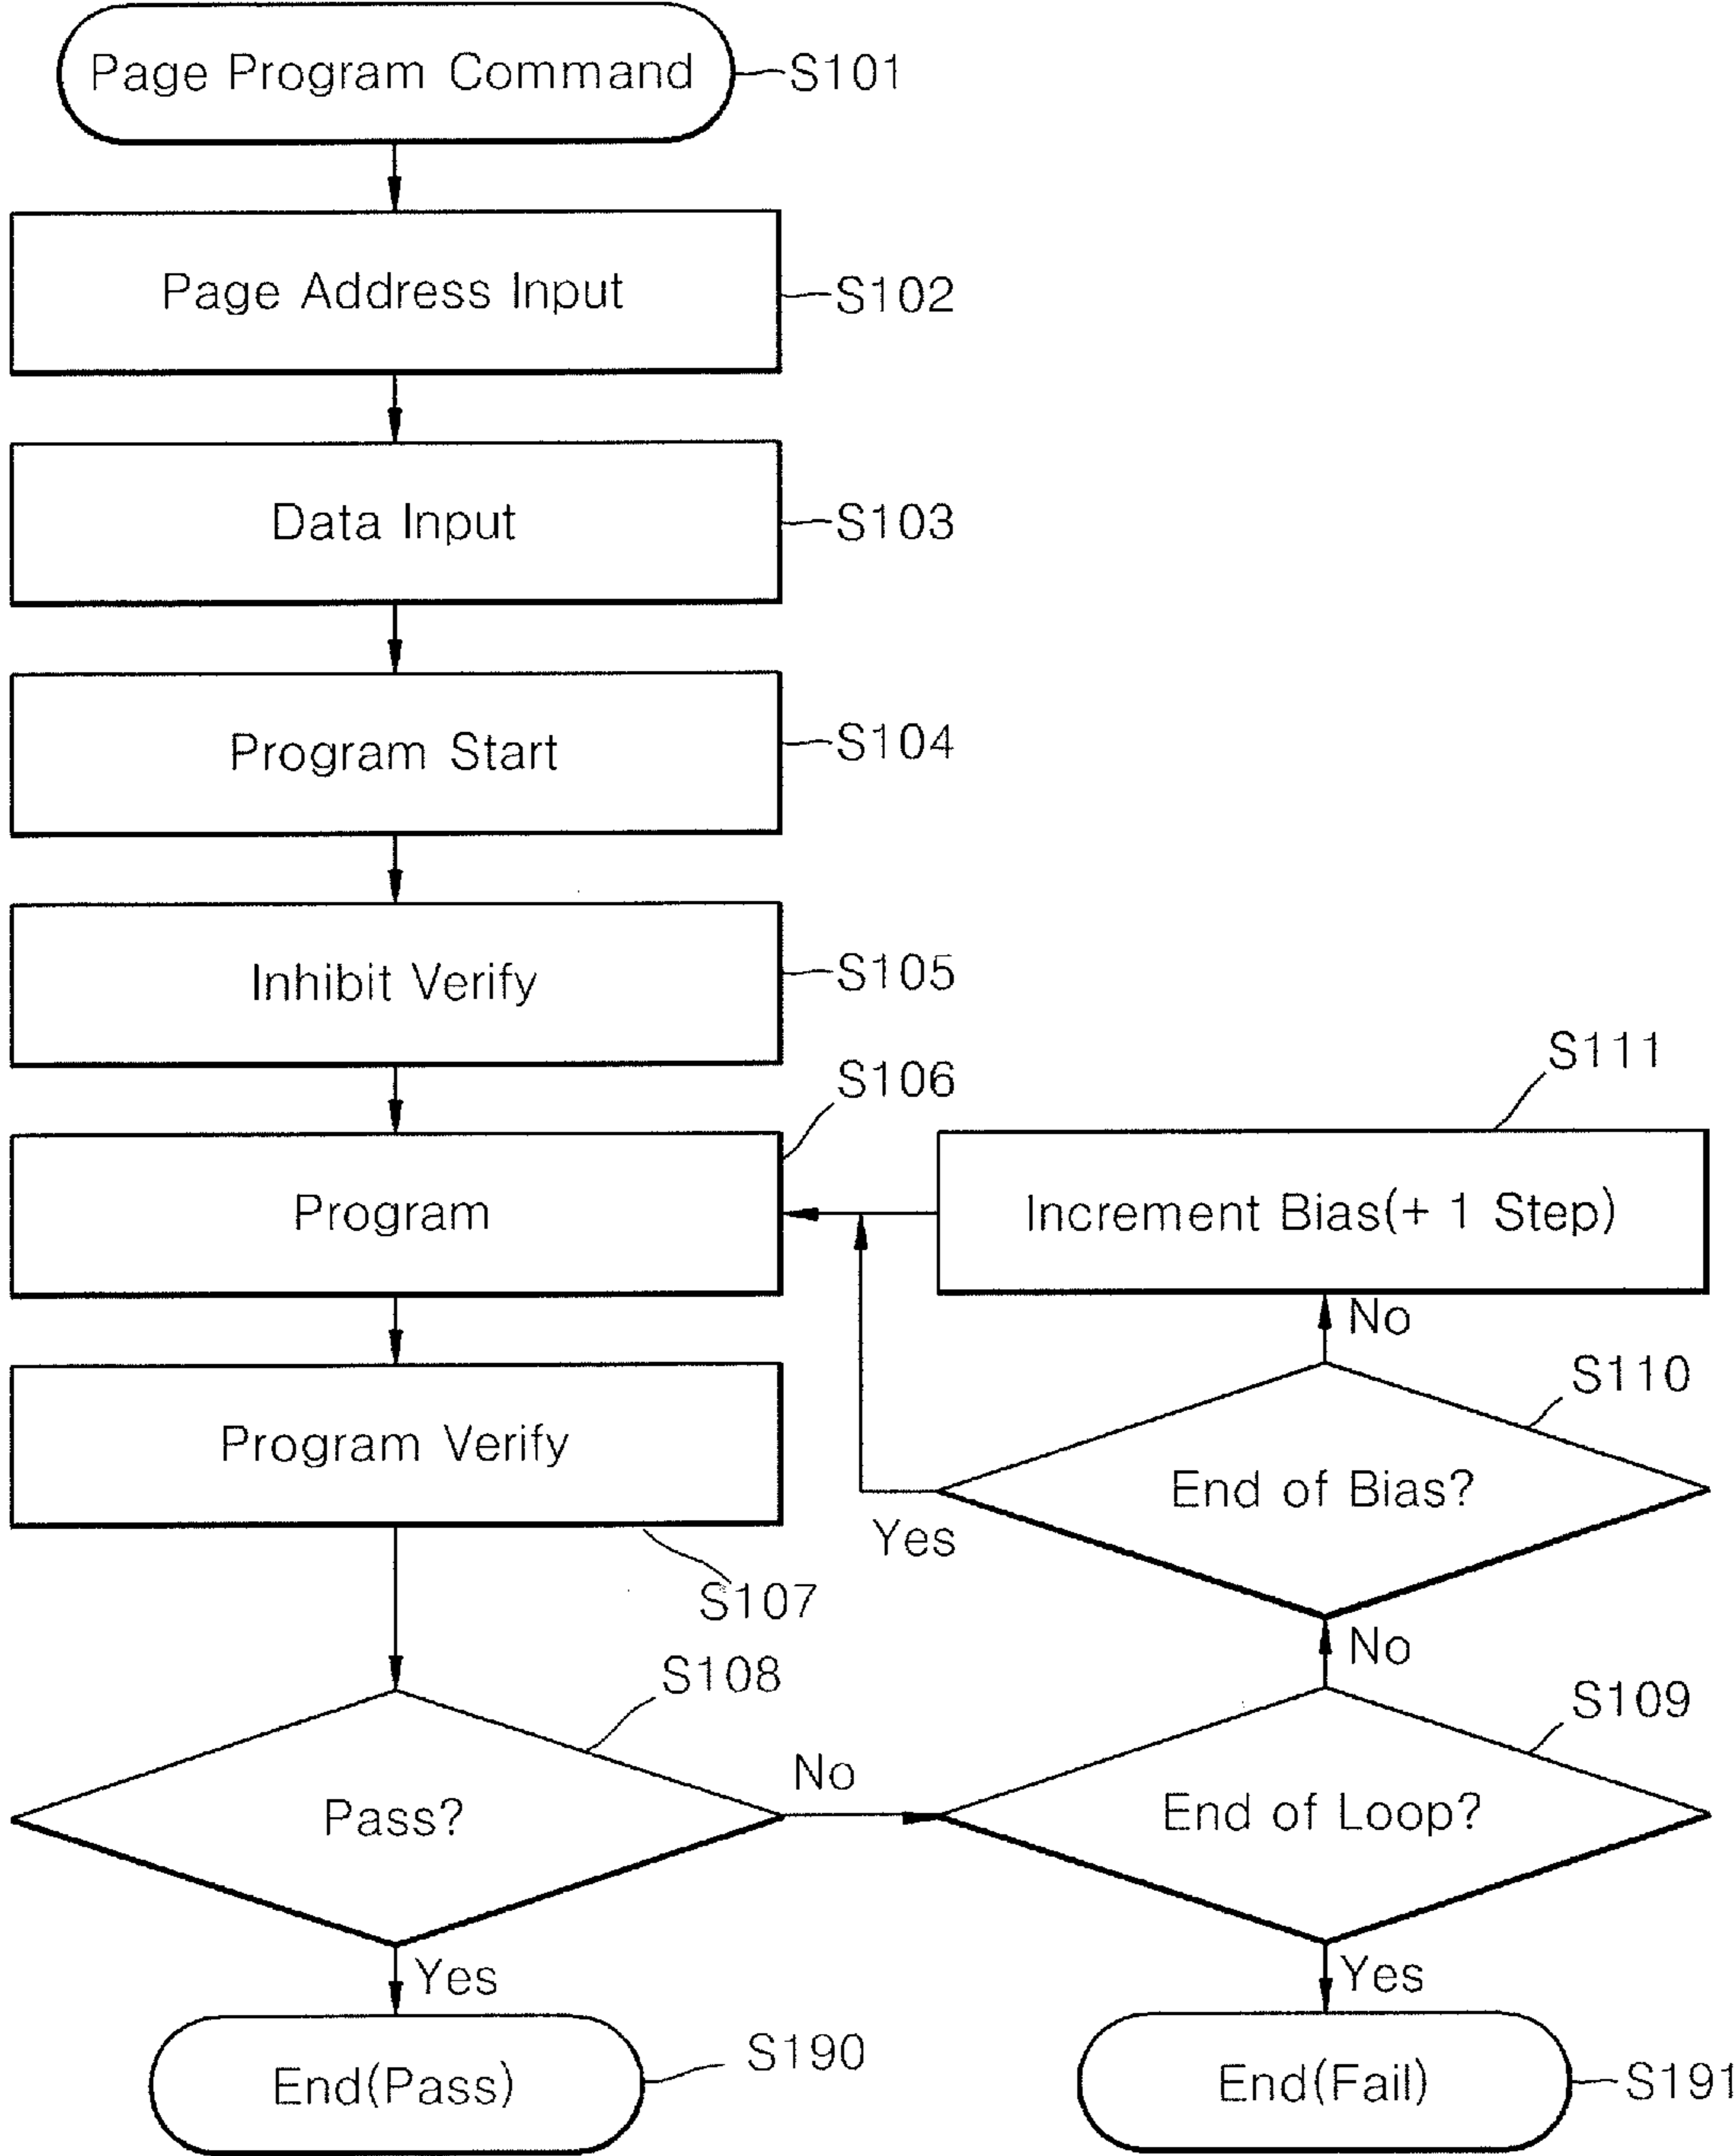 Page Program Command
S101
Page Address Input
S102
Data Input
S103
Program Start
S104
Inhibit Verify
S105
S106
Program
S111
Increment Bias(+ 1 Step)
No
S110
Program Verify
End of Bias?
Yes
S107
No
S108
S109
Pass?
No
End of Loop?
Yes
Yes
End(Pass)
S190
End(Fail)
S191